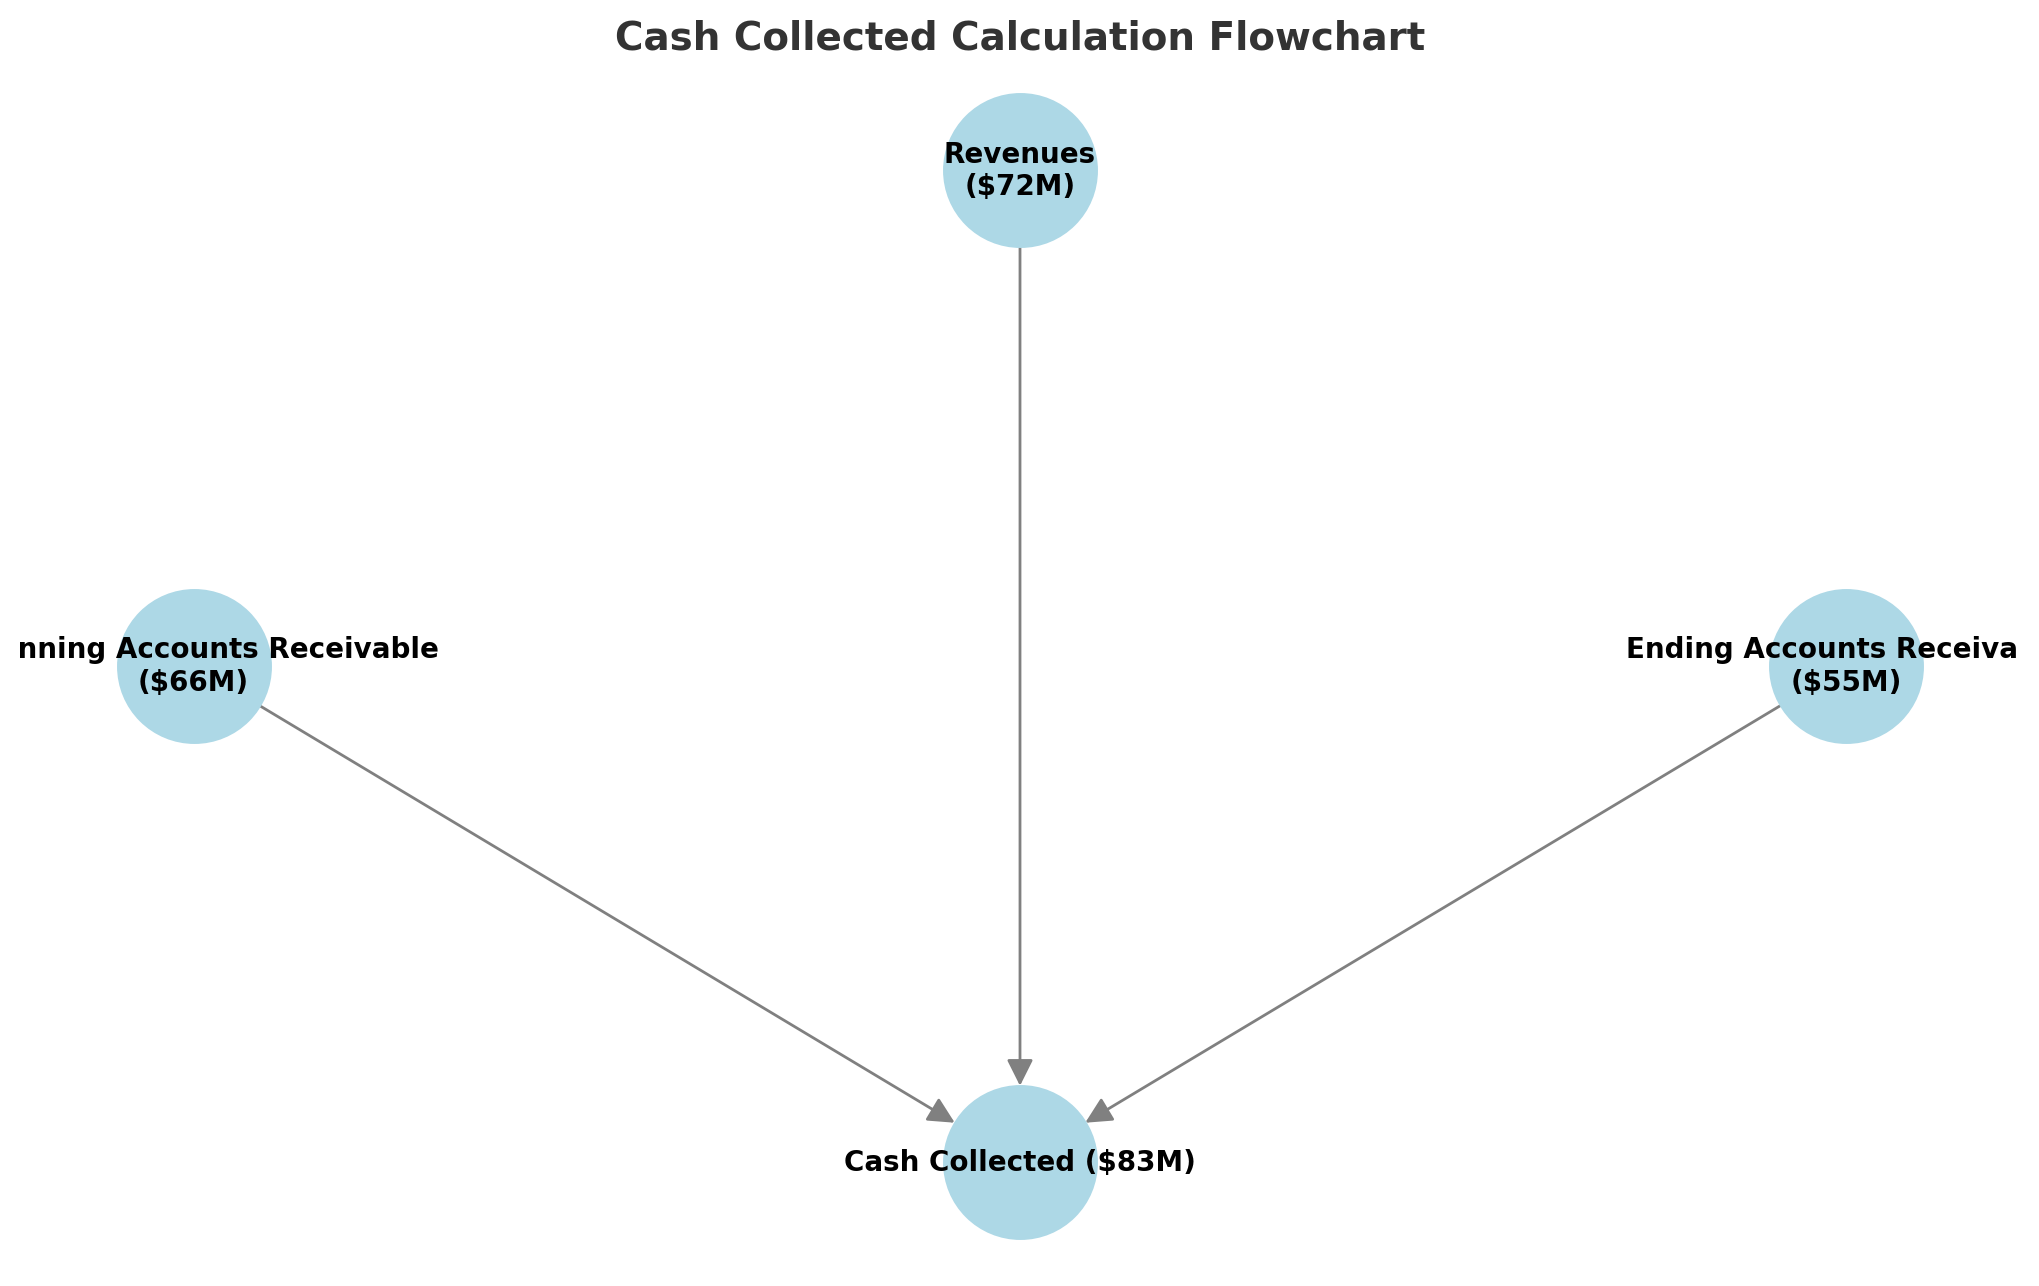 Cash Collected Calculation Flowchart
Revenues
($72M)
nning Accounts Receivable
($66M)
Ending Accounts Receiva
($55M)
Cash Collected ($83M)